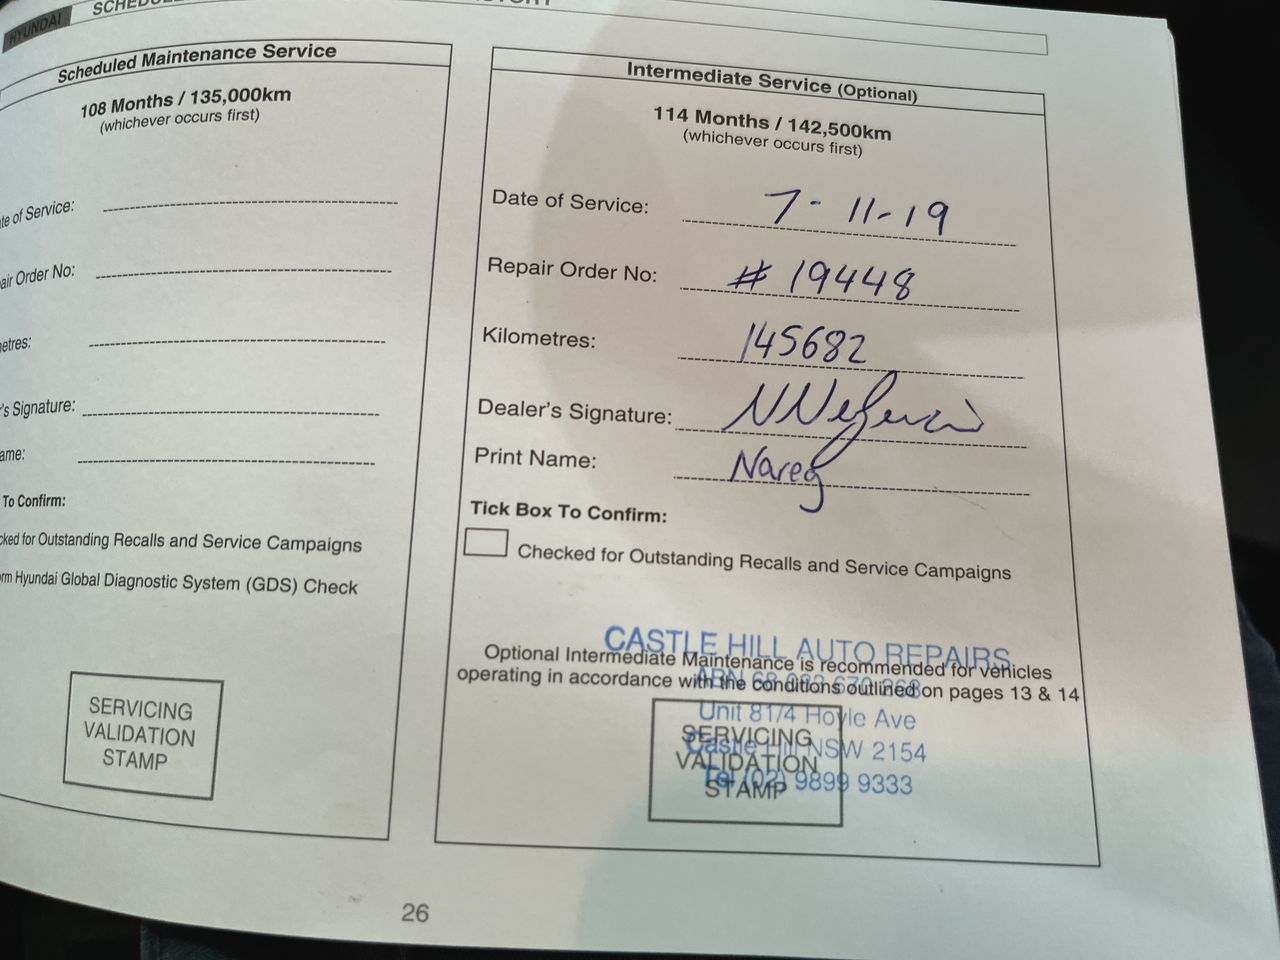 HYUNDAI
Scheduled Maintenance Service
108 Months / 135,000km
(whichever occurs first)
te of Service:
air Order No:
etres:
's Signature:
ame:
To Confirm:
cked for Outstanding Recalls and Service Campaigns
rm Hyundai Global Diagnostic System (GDS) Check
SERVICING
VALIDATION
STAMP
Intermediate Service (Optional)
114 Months / 142,500km
(whichever occurs first)
Date of Service: 7-11-19
Repair Order No: # 19448
Kilometres: 145682
Dealer's Signature:
Print Name: Nareg
Tick Box To Confirm:
Checked for Outstanding Recalls and Service Campaigns
CASTLE HILL AUTO REPAIRS
Optional Intermediate Maintenance is recommended for vehicles
operating in accordance with the conditions outlined on pages 13 & 14
Unit 81/4 Hoyle Ave
Castle Hill NSW 2154
Tel (02) 9899 9333
SERVICING
VALIDATION
STAMP
26